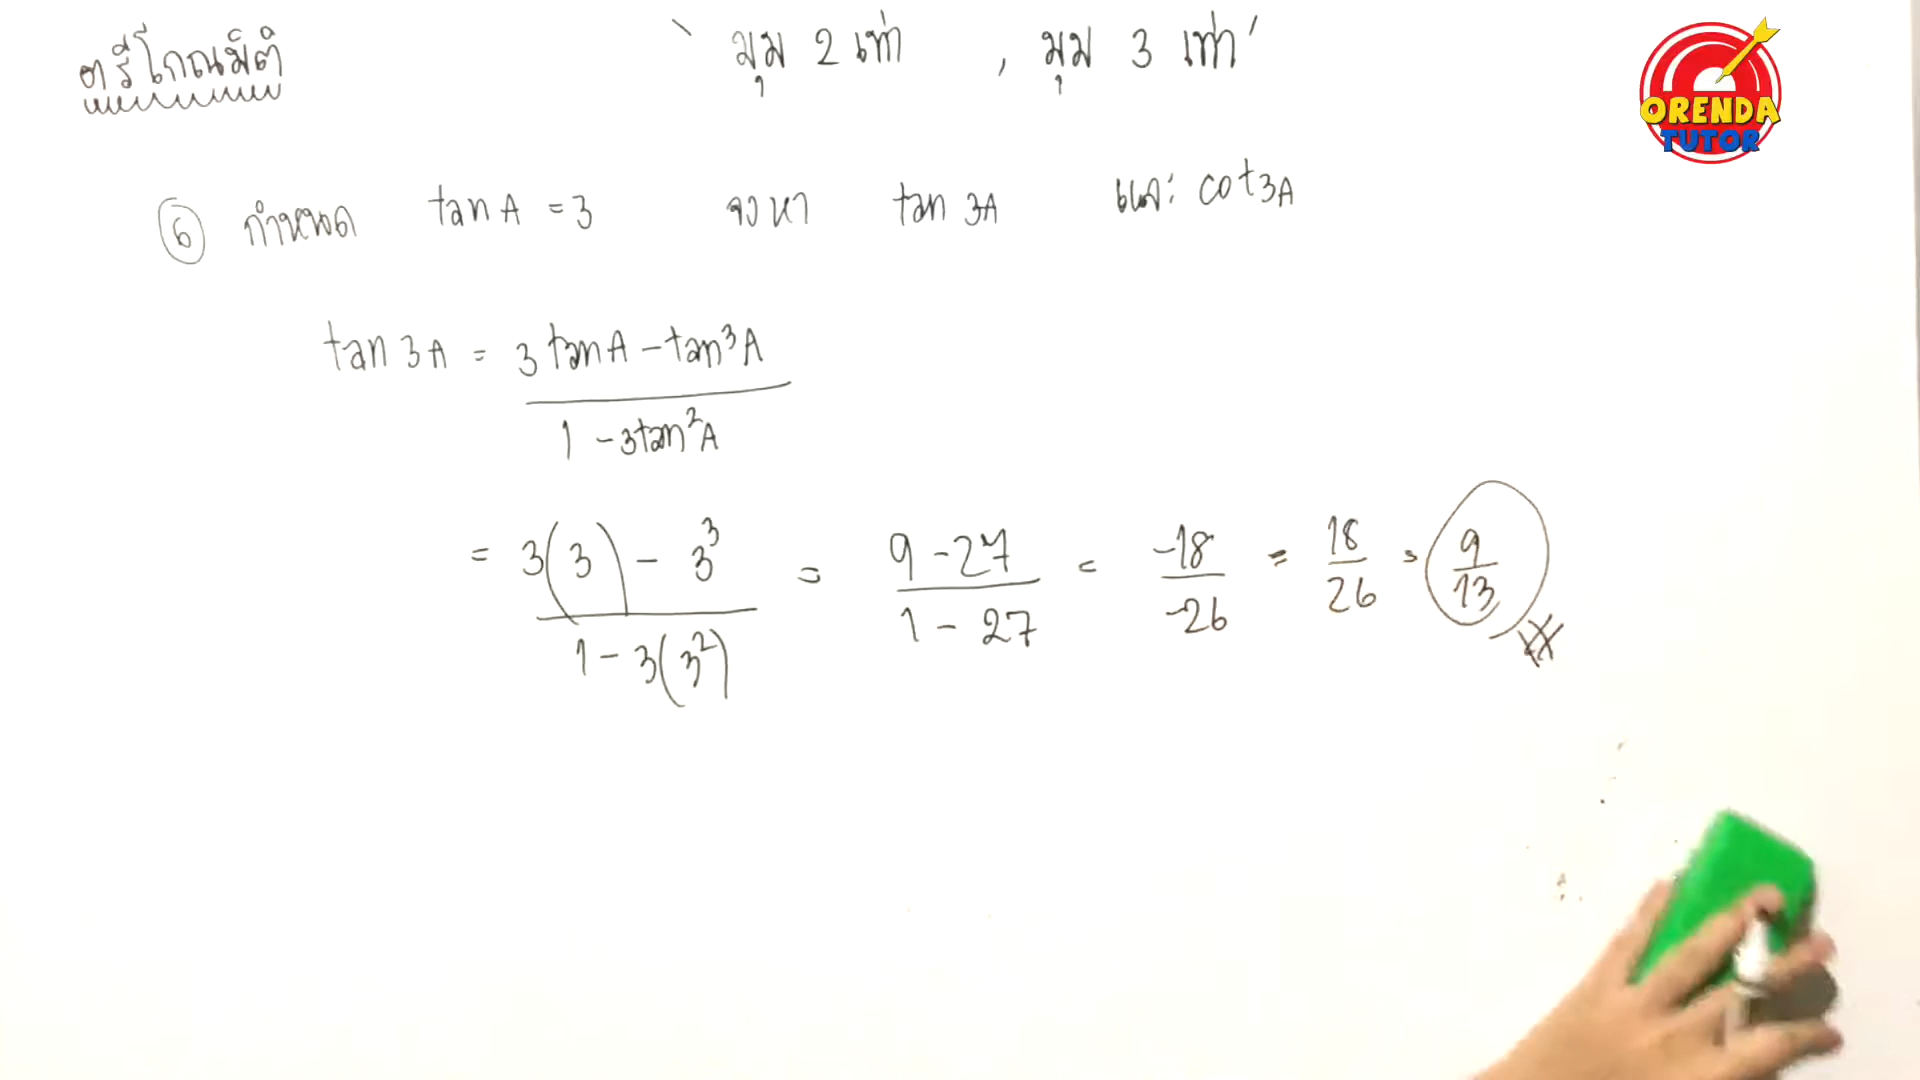 ตรีโกณมิติ
‵ มุม 2 เท่า , มุม 3 เท่า ′
ORENDA
TUTOR
⑥ กำหนด tan A = 3 จงหา tan 3A และ cot 3A
tan 3A = 3 tan A − tan³A
1 − 3tan²A
= 3(3) − 3³ = 9 − 27 = −18 = 18 = 9
1 − 3(3²) 1 − 27 −26 26 13 #